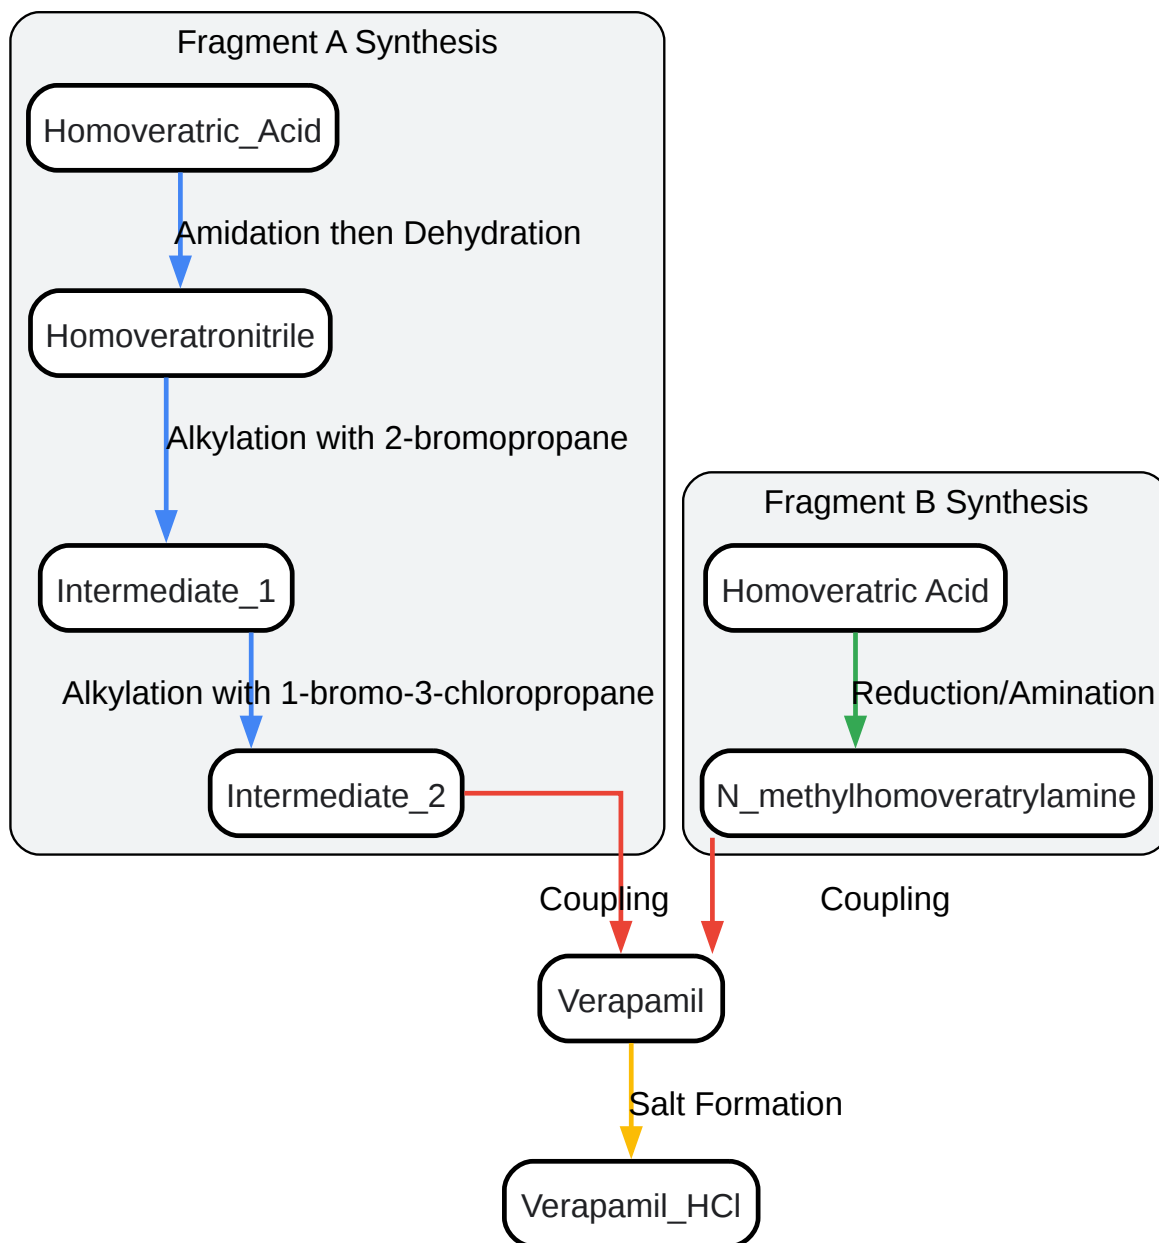 Fragment A Synthesis
Homoveratric_Acid
Amidation then Dehydration
Homoveratronitrile
Alkylation with 2-bromopropane
Intermediate_1
Alkylation with 1-bromo-3-chloropropane
Intermediate_2
Fragment B Synthesis
Homoveratric Acid
Reduction/Amination
N_methylhomoveratrylamine
Coupling
Coupling
Verapamil
Salt Formation
Verapamil_HCl